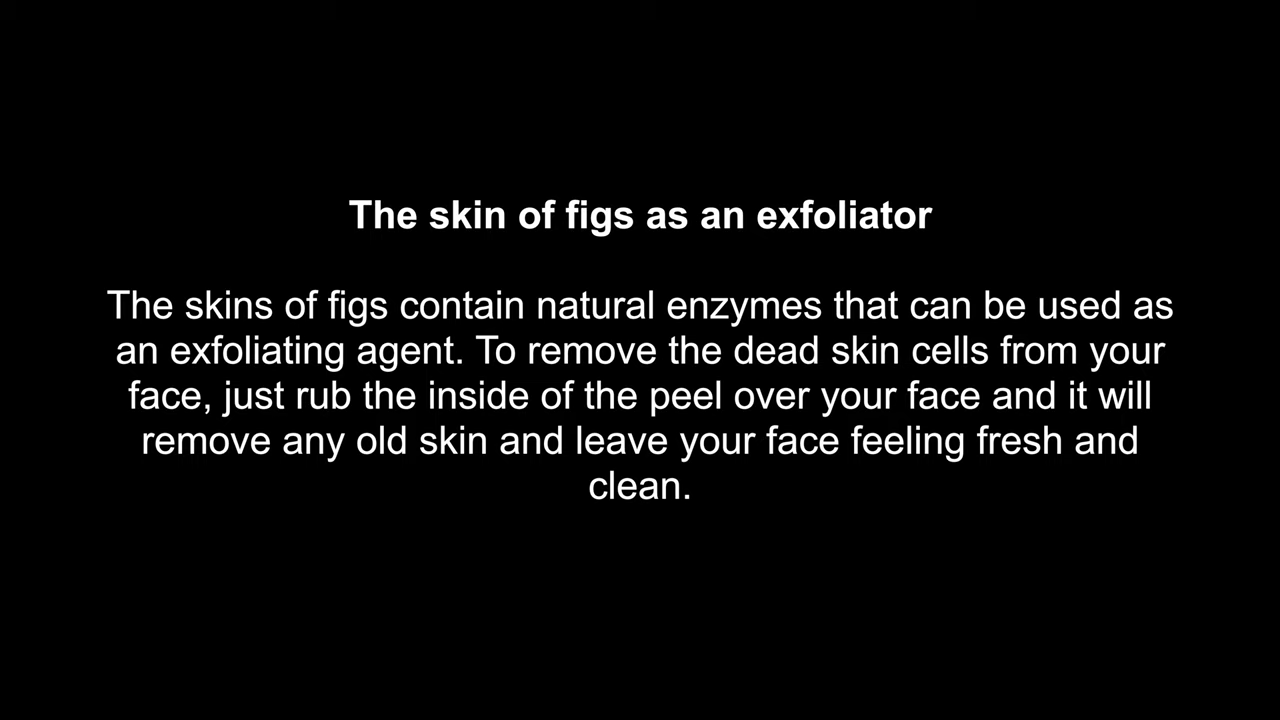 The skin of figs as an exfoliator
The skins of figs contain natural enzymes that can be used as
an exfoliating agent. To remove the dead skin cells from your
face, just rub the inside of the peel over your face and it will
remove any old skin and leave your face feeling fresh and
clean.